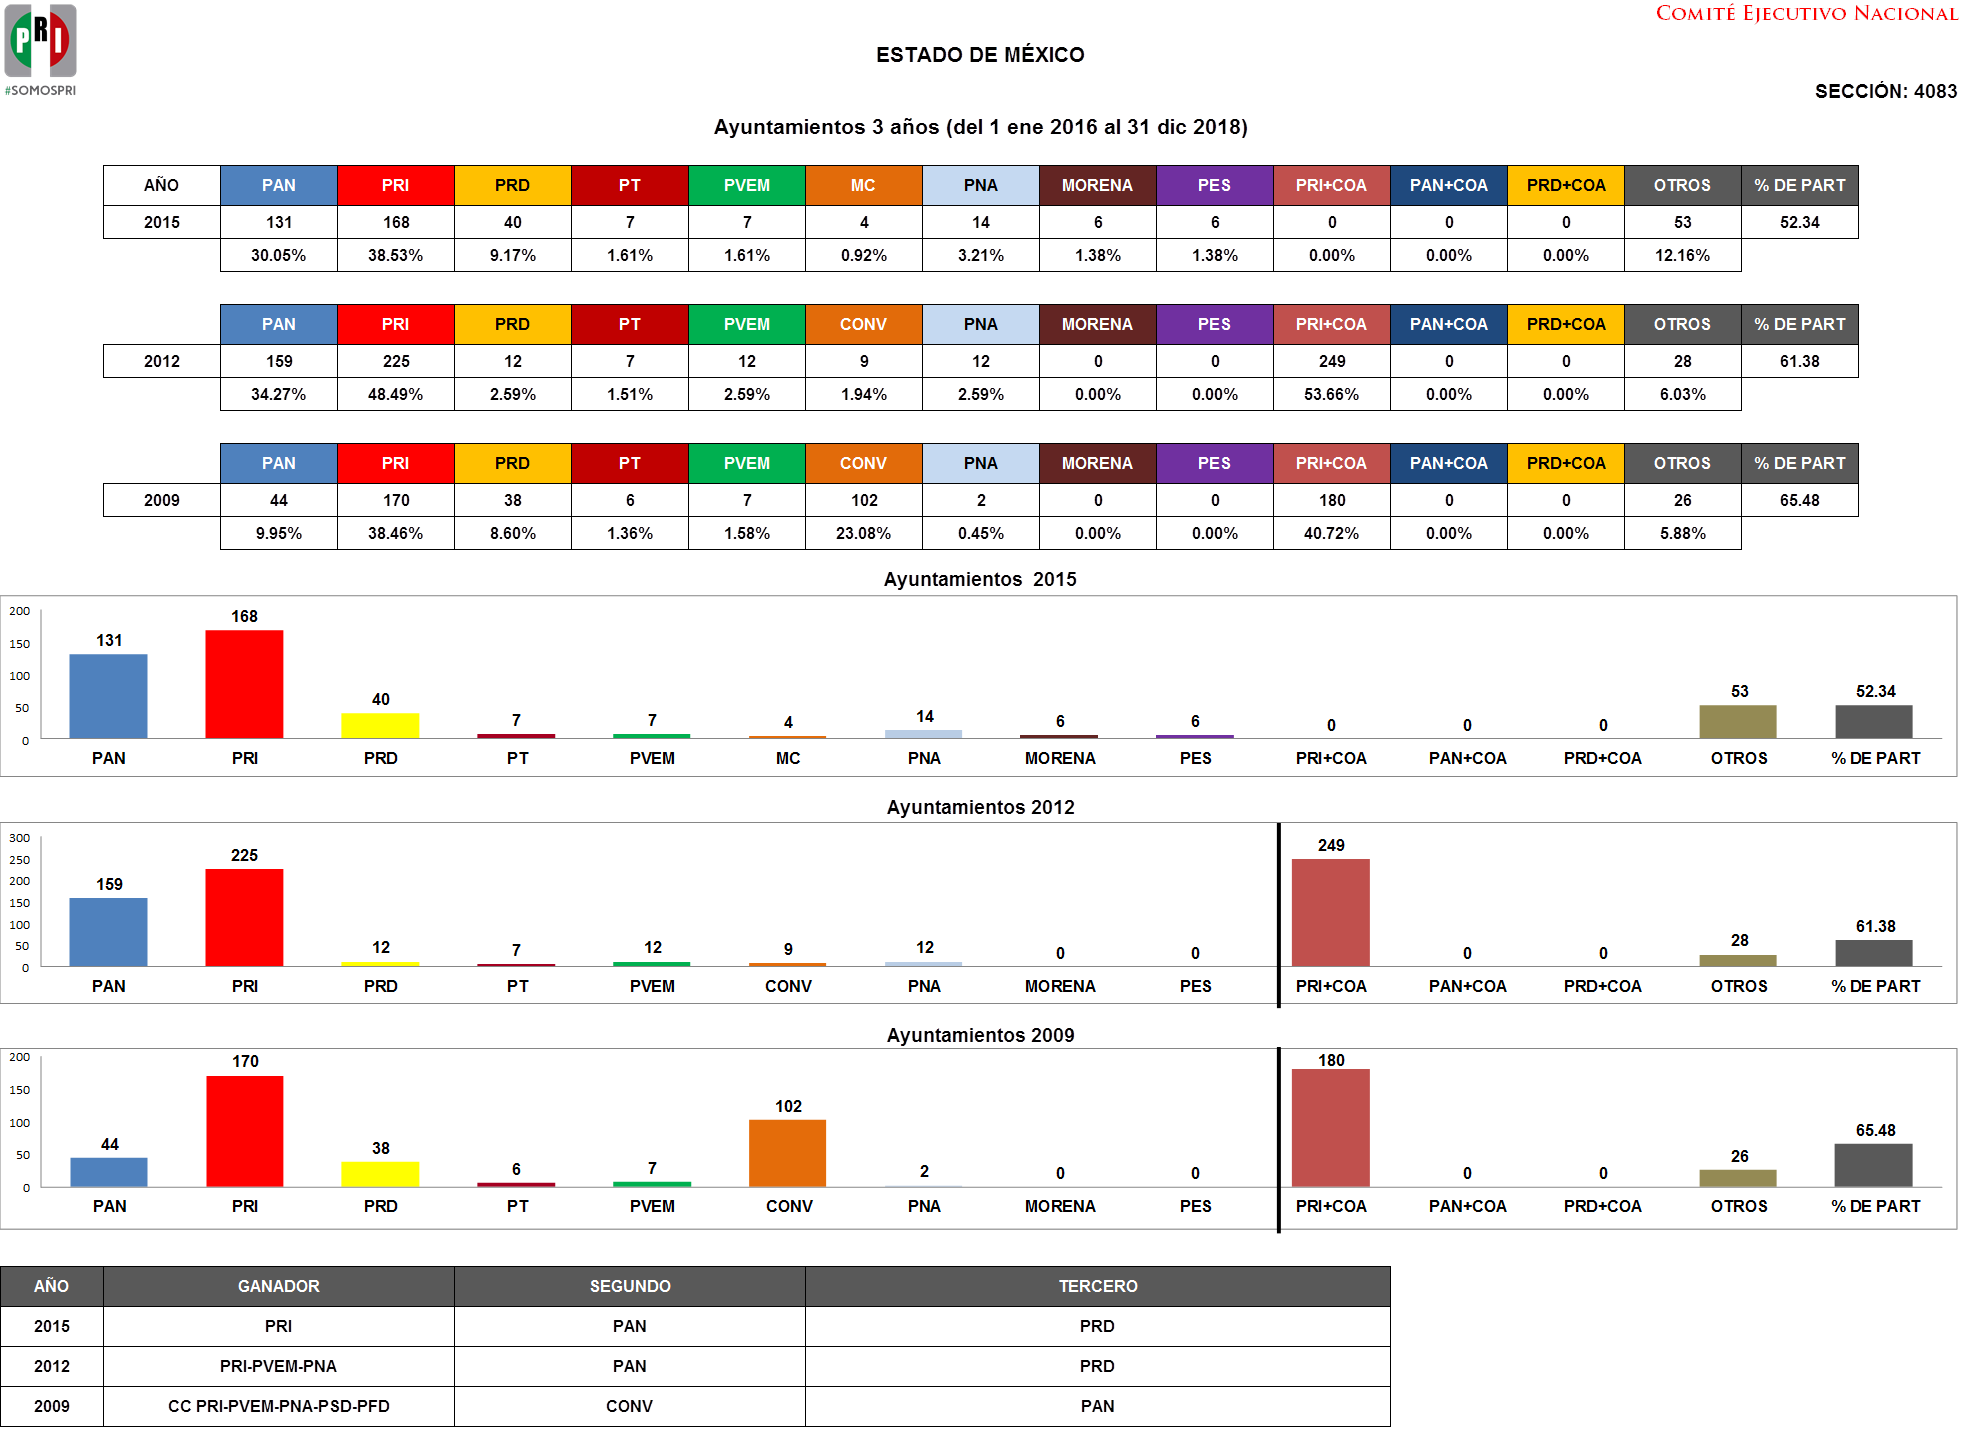 PRI
#SOMOSPRI
COMITÉ EJECUTIVO NACIONAL
ESTADO DE MÉXICO
SECCIÓN: 4083
Ayuntamientos 3 años (del 1 ene 2016 al 31 dic 2018)
AÑO PAN PRI PRD PT PVEM MC PNA MORENA PES PRI+COA PAN+COA PRD+COA OTROS % DE PART
2015 131 168 40 7 7 4 14 6 6 0 0 0 53 52.34
30.05% 38.53% 9.17% 1.61% 1.61% 0.92% 3.21% 1.38% 1.38% 0.00% 0.00% 0.00% 12.16%
PAN PRI PRD PT PVEM CONV PNA MORENA PES PRI+COA PAN+COA PRD+COA OTROS % DE PART
2012 159 225 12 7 12 9 12 0 0 249 0 0 28 61.38
34.27% 48.49% 2.59% 1.51% 2.59% 1.94% 2.59% 0.00% 0.00% 53.66% 0.00% 0.00% 6.03%
PAN PRI PRD PT PVEM CONV PNA MORENA PES PRI+COA PAN+COA PRD+COA OTROS % DE PART
2009 44 170 38 6 7 102 2 0 0 180 0 0 26 65.48
9.95% 38.46% 8.60% 1.36% 1.58% 23.08% 0.45% 0.00% 0.00% 40.72% 0.00% 0.00% 5.88%
Ayuntamientos 2015
200
150
100
50
0
131 168 40 7 7 4 14 6 6 0 0 0 53 52.34
PAN PRI PRD PT PVEM MC PNA MORENA PES PRI+COA PAN+COA PRD+COA OTROS % DE PART
Ayuntamientos 2012
300
250
200
150
100
50
0
159 225 12 7 12 9 12 0 0 249 0 0 28 61.38
PAN PRI PRD PT PVEM CONV PNA MORENA PES PRI+COA PAN+COA PRD+COA OTROS % DE PART
Ayuntamientos 2009
200
150
100
50
0
44 170 38 6 7 102 2 0 0 180 0 0 26 65.48
PAN PRI PRD PT PVEM CONV PNA MORENA PES PRI+COA PAN+COA PRD+COA OTROS % DE PART
AÑO GANADOR SEGUNDO TERCERO
2015 PRI PAN PRD
2012 PRI-PVEM-PNA PAN PRD
2009 CC PRI-PVEM-PNA-PSD-PFD CONV PAN